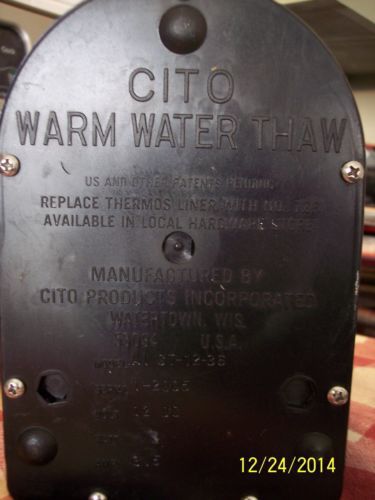 CITO
WARM WATER THAW
US AND OTHER PATENTS PENDING
REPLACE THERMOS LINER WITH NO.
AVAILABLE IN LOCAL HARDWARE STORE
MANUFACTURED BY
CITO PRODUCTS INCORPORATED
WATERTOWN, WIS.
U.S.A.
12
12/24/2014